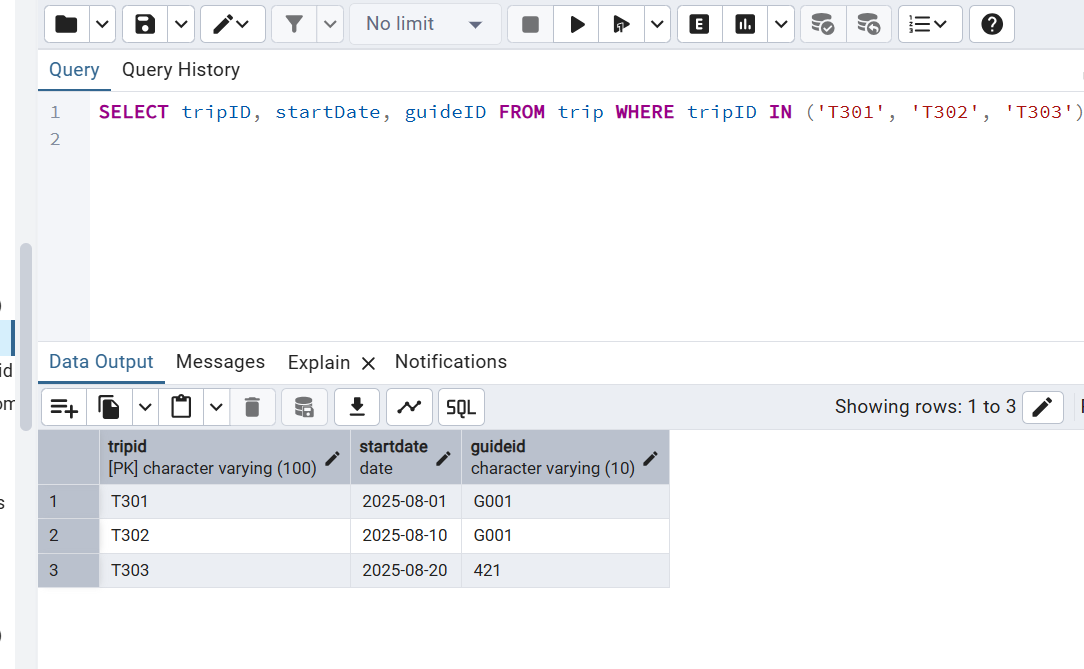 No limit
E
Query Query History
1 SELECT tripID, startDate, guideID FROM trip WHERE tripID IN ('T301', 'T302', 'T303')
2
id
Data Output Messages Explain Notifications
SQL
Showing rows: 1 to 3
tripid startdate guideid
[PK] character varying (100) date character varying (10)
1 T301 2025-08-01 G001
2 T302 2025-08-10 G001
3 T303 2025-08-20 421